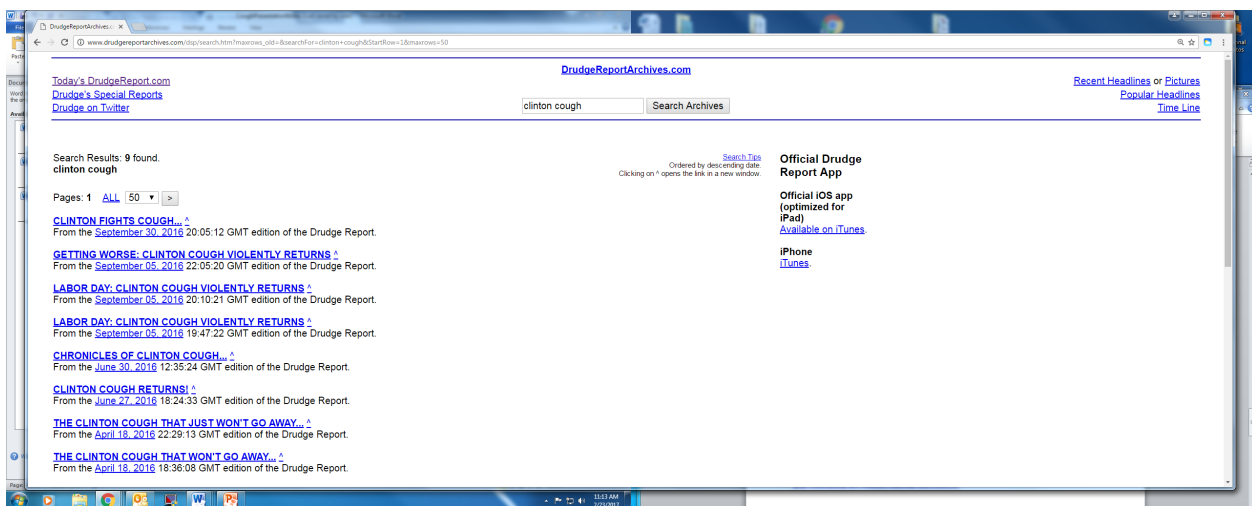 DrudgeReportArchives.c
www.drudgereportarchives.com/dsp/search.htm?maxrows_old=&searchFor=clinton+cough&StartRow=1&maxrows=50
DrudgeReportArchives.com
Today's DrudgeReport.com
Drudge's Special Reports
Drudge on Twitter
clinton cough Search Archives
Recent Headlines or Pictures
Popular Headlines
Time Line
Search Results: 9 found.
clinton cough
Search Tips
Ordered by descending date.
Clicking on ^ opens the link in a new window.
Pages: 1 ALL 50 >
CLINTON FIGHTS COUGH... ^
From the September 30, 2016 20:05:12 GMT edition of the Drudge Report.
GETTING WORSE: CLINTON COUGH VIOLENTLY RETURNS ^
From the September 05, 2016 22:05:20 GMT edition of the Drudge Report.
LABOR DAY: CLINTON COUGH VIOLENTLY RETURNS ^
From the September 05, 2016 20:10:21 GMT edition of the Drudge Report.
LABOR DAY: CLINTON COUGH VIOLENTLY RETURNS ^
From the September 05, 2016 19:47:22 GMT edition of the Drudge Report.
CHRONICLES OF CLINTON COUGH... ^
From the June 30, 2016 12:35:24 GMT edition of the Drudge Report.
CLINTON COUGH RETURNS! ^
From the June 27, 2016 18:24:33 GMT edition of the Drudge Report.
THE CLINTON COUGH THAT JUST WON'T GO AWAY... ^
From the April 18, 2016 22:29:13 GMT edition of the Drudge Report.
THE CLINTON COUGH THAT WON'T GO AWAY... ^
From the April 18, 2016 18:36:08 GMT edition of the Drudge Report.
Official Drudge
Report App
Official iOS app
(optimized for
iPad)
Available on iTunes.
iPhone
iTunes.
File
Paste
Page
11:13 AM
2/23/2017